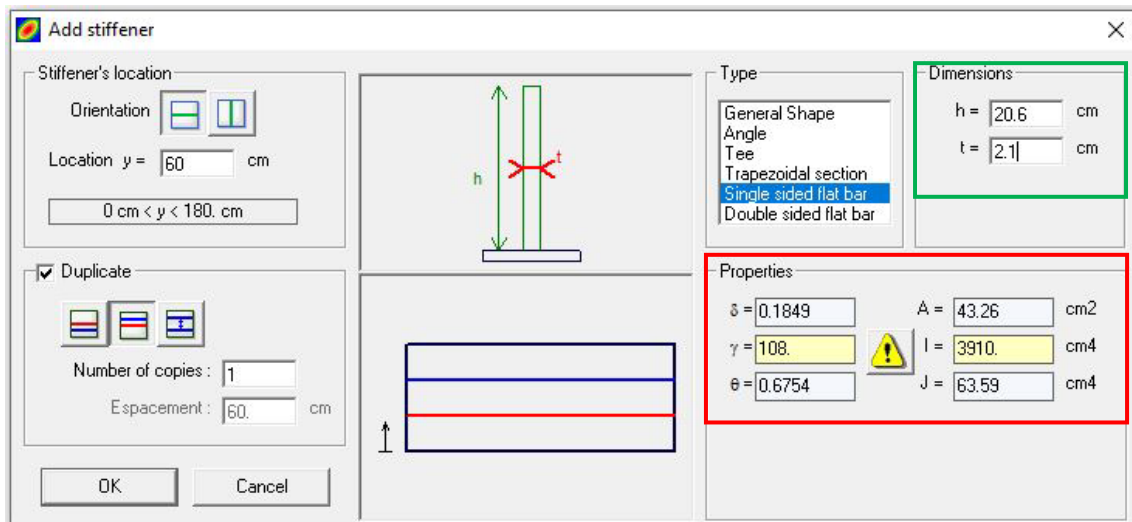 Add stiffener
Stiffener's location
Orientation
Location y = 60 cm
0 cm < y < 180. cm
Duplicate
Number of copies : 1
Espacement : 60. cm
OK Cancel
h
t
Type
General Shape
Angle
Tee
Trapezoidal section
Single sided flat bar
Double sided flat bar
Dimensions
h = 20.6 cm
t = 2.1 cm
Properties
δ = 0.1849 A = 43.26 cm2
γ = 108. I = 3910. cm4
θ = 0.6754 J = 63.59 cm4